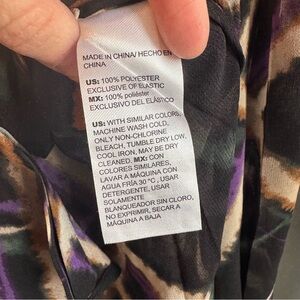 MADE IN CHINA/ HECHO EN
CHINA
US: 100% POLYESTER
EXCLUSIVE OF ELASTIC
MX: 100% poliéster
EXCLUSIVO DEL ELÁSTICO
US: WITH SIMILAR COLORS,
MACHINE WASH COLD,
ONLY NON-CHLORINE
BLEACH, TUMBLE DRY LOW,
COOL IRON, MAY BE DRY
CLEANED. MX: CON
COLORES SIMILARES,
LAVAR A MÁQUINA CON
AGUA FRÍA 30 °C , USAR
DETERGENTE, USAR
SOLAMENTE
BLANQUEADOR SIN CLORO,
NO EXPRIMIR, SECAR A
MÁQUINA A BAJA